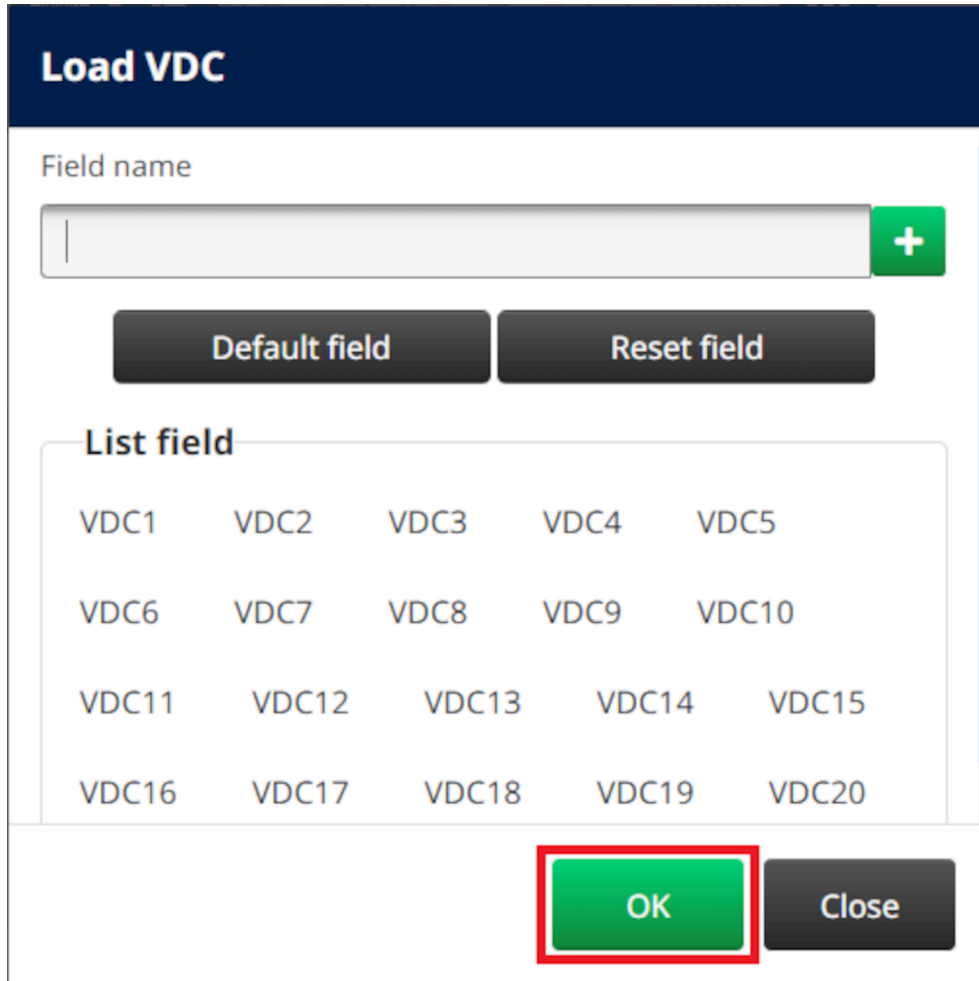 Load VDC
Field name
+
Default field Reset field
List field
VDC1 VDC2 VDC3 VDC4 VDC5
VDC6 VDC7 VDC8 VDC9 VDC10
VDC11 VDC12 VDC13 VDC14 VDC15
VDC16 VDC17 VDC18 VDC19 VDC20
OK Close